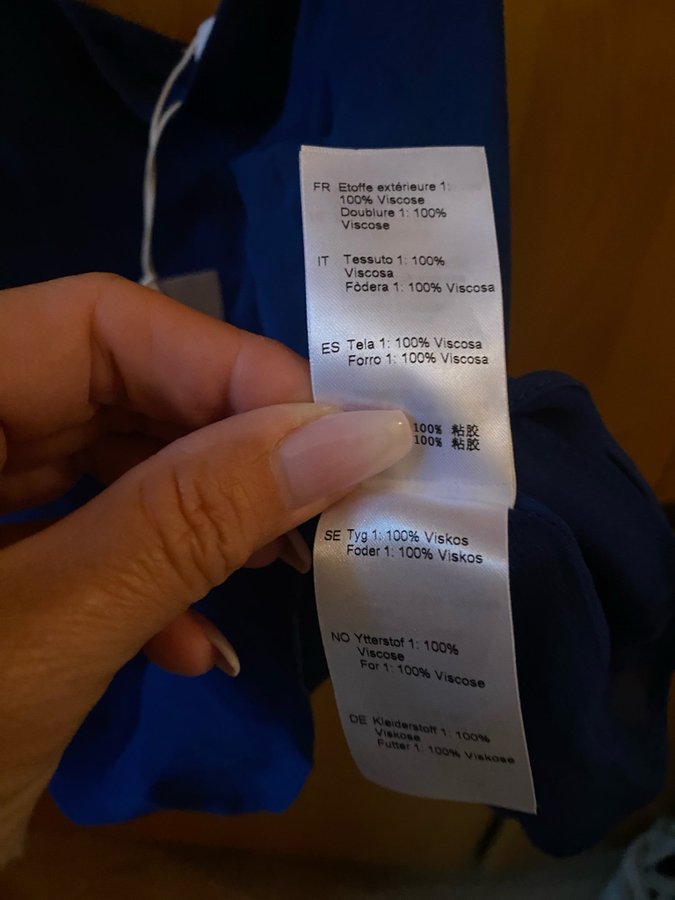 FR Etoffe extérieure 1:
100% Viscose
Doublure 1: 100%
Viscose
IT Tessuto 1: 100%
Viscosa
Fòdera 1: 100% Viscosa
ES Tela 1: 100% Viscosa
Forro 1: 100% Viscosa
100% 粘胶
100% 粘胶
SE Tyg 1: 100% Viskos
Foder 1: 100% Viskos
NO Ytterstof 1: 100%
Viscose
For 1: 100% Viscose
DE Kleiderstoff 1: 100%
Viskose
Futter 1: 100% Viskose